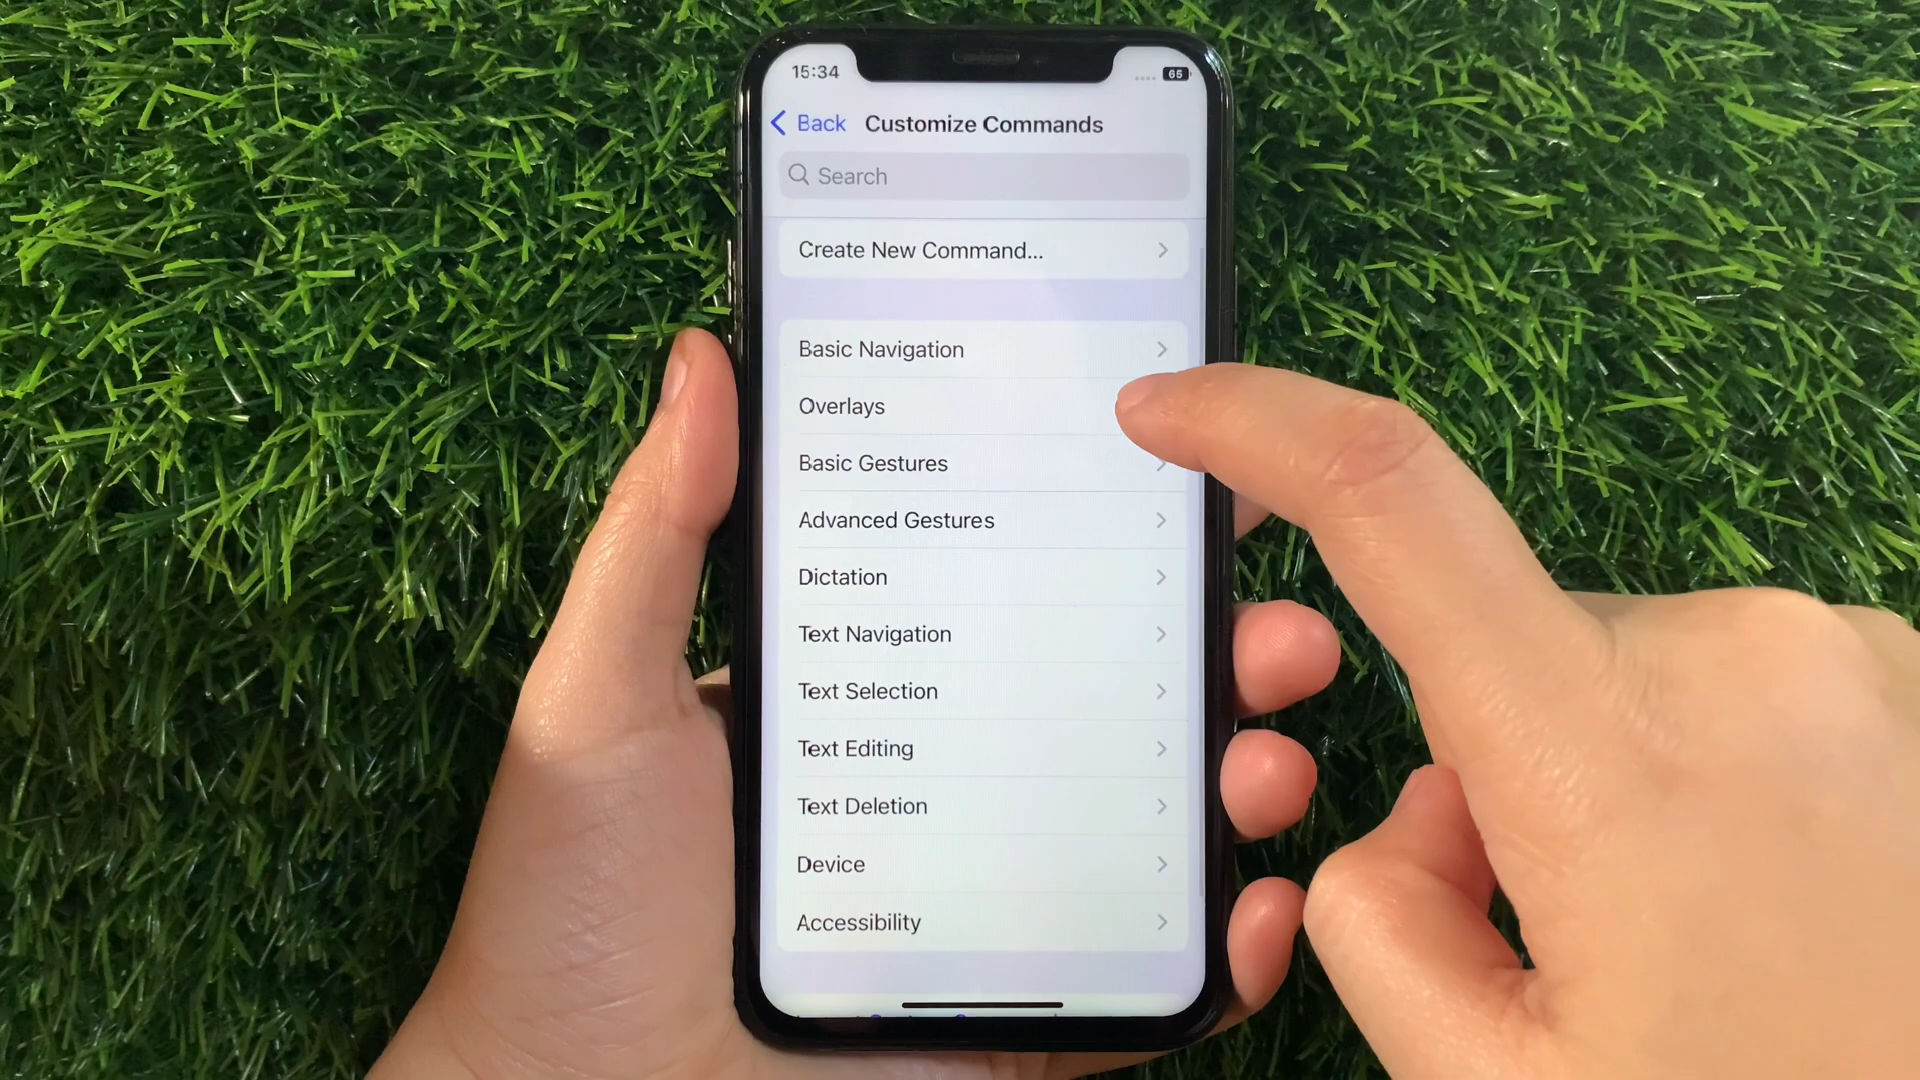 15:34
65
Back Customize Commands
Search
Create New Command...
Basic Navigation
Overlays
Basic Gestures
Advanced Gestures
Dictation
Text Navigation
Text Selection
Text Editing
Text Deletion
Device
Accessibility